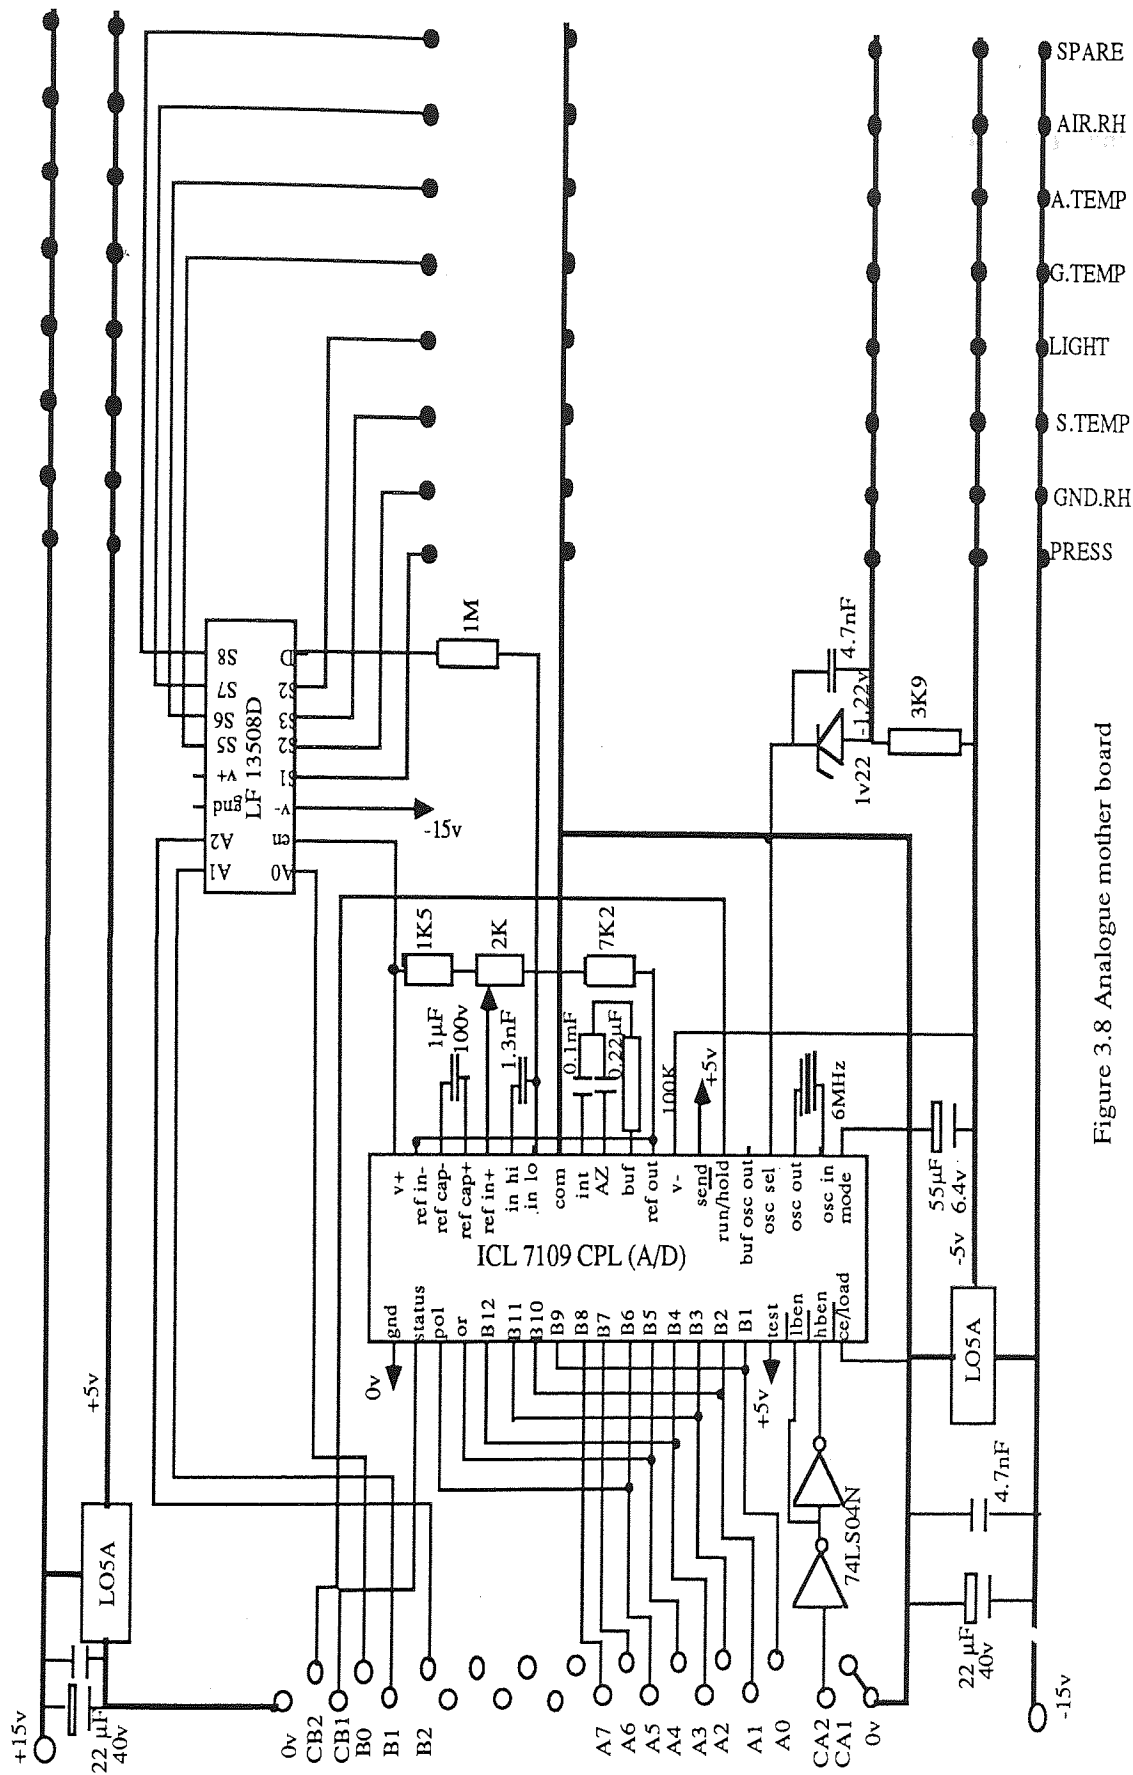 SPARE
AIR.RH
A.TEMP
G.TEMP
LIGHT
S.TEMP
GND.RH
PRESS
S8
S7
S6
S5
v+
gnd
A2
A1
LF 13508D
D
S2
S3
S2
S1
v-
en
A0
-15v
1M
4.7nF
-1.22v
1v22
3K9
1K5
2K
7K2
1µF
100v
1.3nF
0.1mF
0.22µF
100K
+5v
6MHz
55µF
6.4v
-5v
v+
ref in-
ref cap-
ref cap+
ref in+
in hi
in lo
com
int
AZ
buf
ref out
v-
send
run/hold
buf osc out
osc sel
osc out
osc in
mode
ICL 7109 CPL (A/D)
gnd
status
pol
or
B12
B11
B10
B9
B8
B7
B6
B5
B4
B3
B2
B1
test
lben
hben
ce/load
0v
+5v
+5v
LO5A
LO5A
74LS04N
4.7nF
22 µF
40v
22 µF
40v
+15v
0v
CB2
CB1
B0
B1
B2
A7
A6
A5
A4
A3
A2
A1
A0
CA2
CA1
0v
-15v
Figure 3.8 Analogue mother board